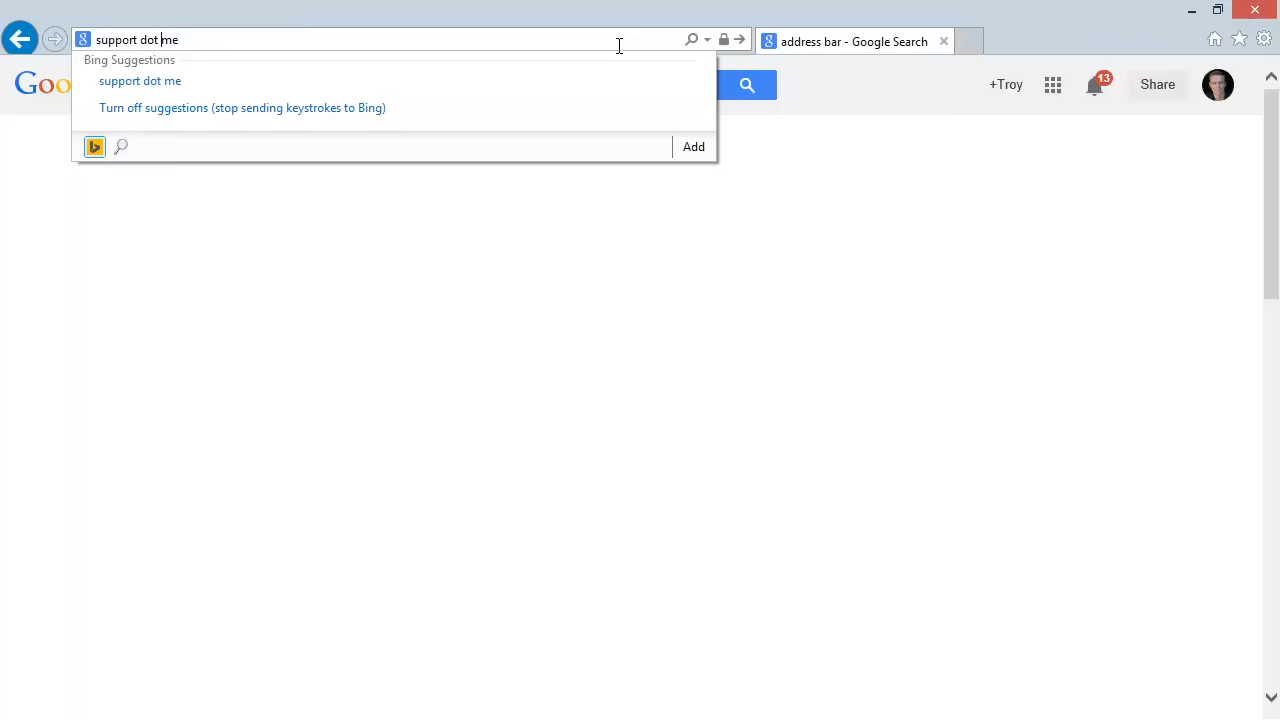 support dot me
address bar - Google Search
Bing Suggestions
support dot me
Turn off suggestions (stop sending keystrokes to Bing)
Add
Goo
+Troy
13
Share